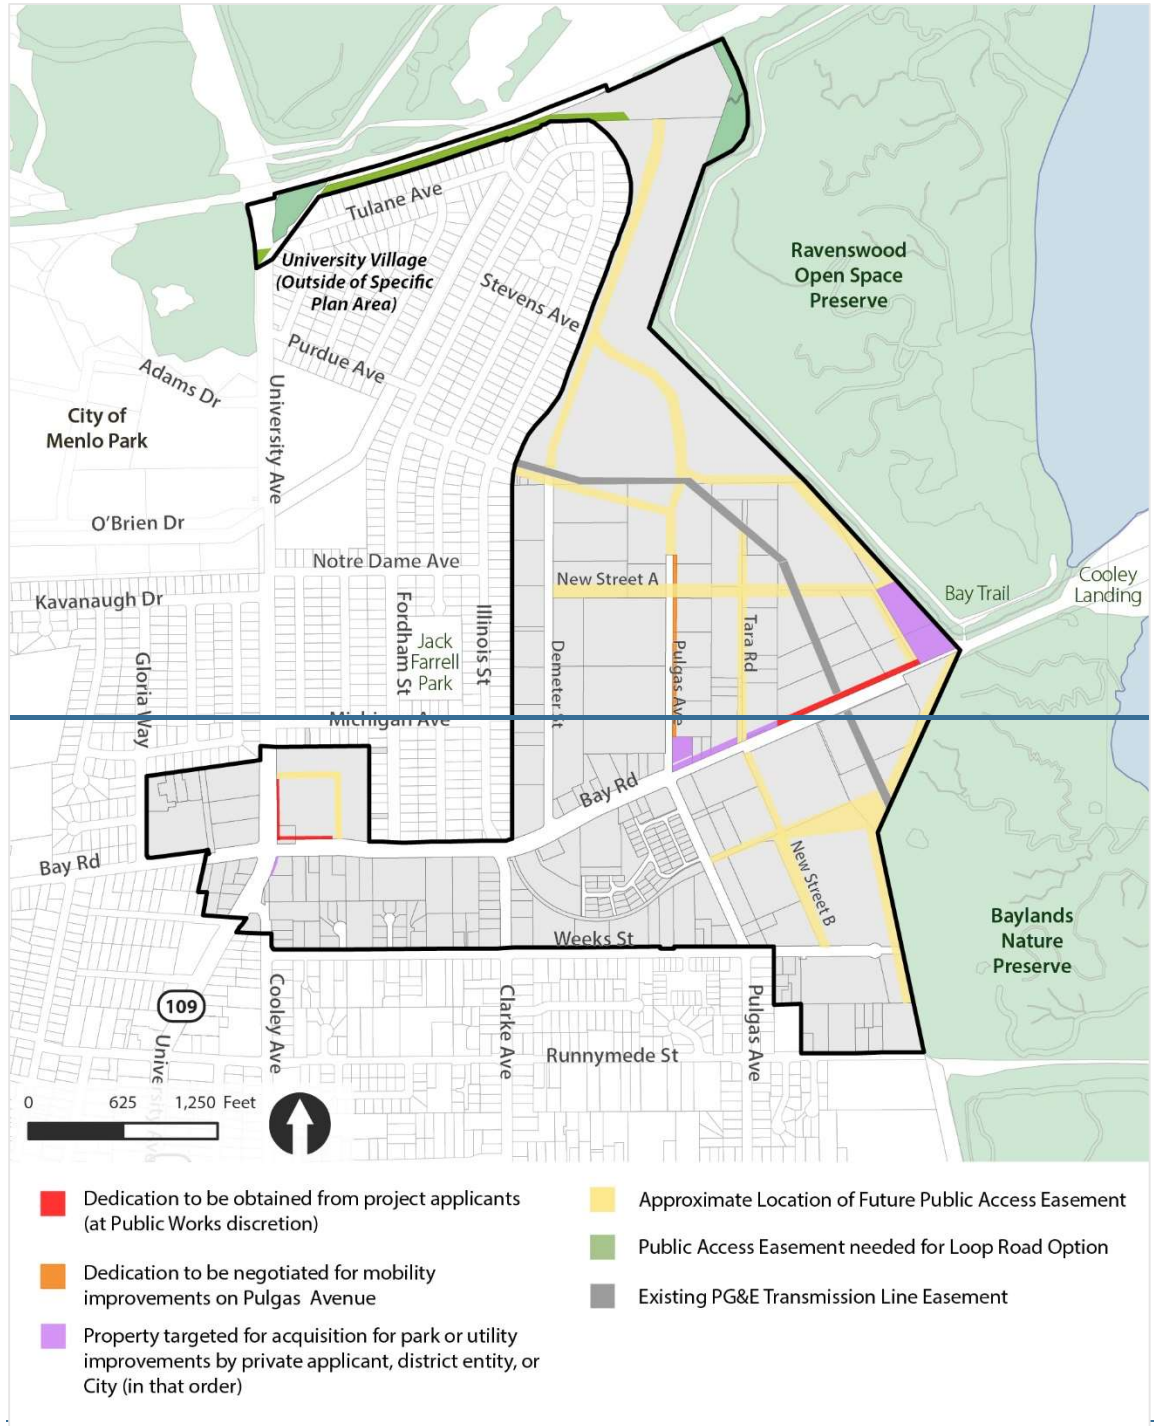 Tulane Ave
University Village
(Outside of Specific
Plan Area)
Stevens Ave
Ravenswood
Open Space
Preserve
Purdue Ave
Adams Dr
University Ave
City of
Menlo Park
O'Brien Dr
Notre Dame Ave
New Street A
Kavanaugh Dr
Bay Trail
Cooley
Landing
Fordham St
Illinois St
Jack
Farrell
Park
Gloria Way
Demeter St
Pulgas Ave
Tara Rd
Michigan Ave
Bay Rd
Bay Rd
New Street B
Weeks St
Baylands
Nature
Preserve
109
Cooley Ave
Clarke Ave
Pulgas Ave
Runnymede St
University Ave
0 625 1,250 Feet
Dedication to be obtained from project applicants
(at Public Works discretion)
Dedication to be negotiated for mobility
improvements on Pulgas Avenue
Property targeted for acquisition for park or utility
improvements by private applicant, district entity, or
City (in that order)
Approximate Location of Future Public Access Easement
Public Access Easement needed for Loop Road Option
Existing PG&E Transmission Line Easement